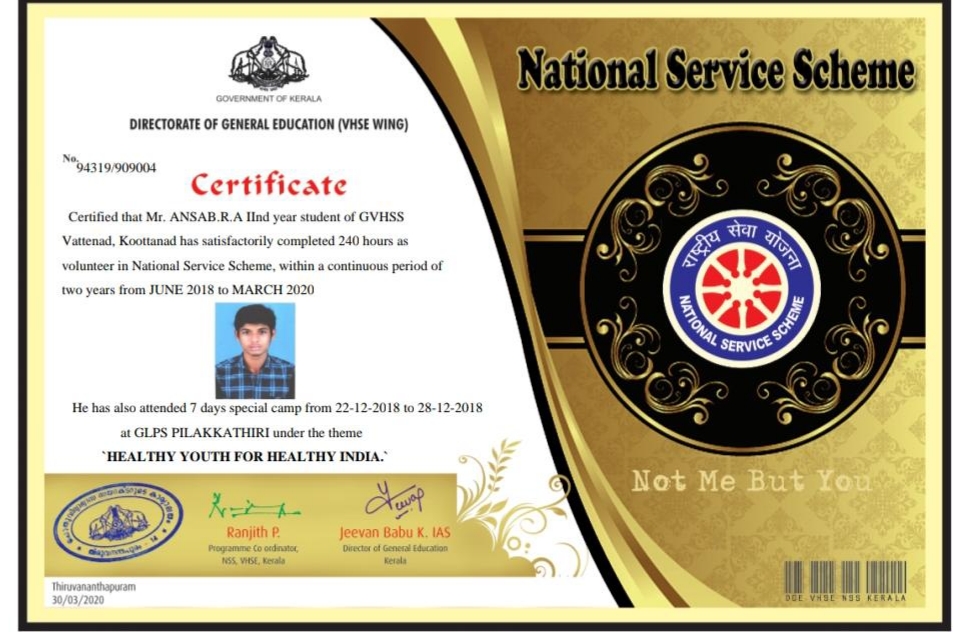 GOVERNMENT OF KERALA
DIRECTORATE OF GENERAL EDUCATION (VHSE WING)
No. 94319/909004
Certificate
Certified that Mr. ANSAB.R.A IInd year student of GVHSS
Vattenad, Koottanad has satisfactorily completed 240 hours as
volunteer in National Service Scheme, within a continuous period of
two years from JUNE 2018 to MARCH 2020
He has also attended 7 days special camp from 22-12-2018 to 28-12-2018
at GLPS PILAKKATHIRI under the theme
`HEALTHY YOUTH FOR HEALTHY INDIA.`
Ranjith P.
Programme Co ordinator,
NSS, VHSE, Kerala
Jeevan Babu K. IAS
Director of General Education
Kerala
Thiruvananthapuram
30/03/2020
National Service Scheme
राष्ट्रीय सेवा योजना
NATIONAL SERVICE SCHEME
Not Me But You
DGE-VHSE NSS KERALA